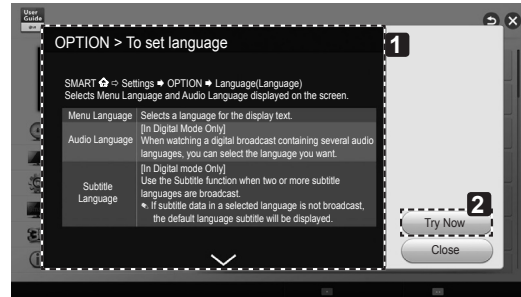 User
Guide
OPTION > To set language
1
SMART ⇨ Settings ➡ OPTION ➡ Language(Language)
Selects Menu Language and Audio Language displayed on the screen.
Menu Language Selects a language for the display text.
Audio Language
[In Digital Mode Only]
When watching a digital broadcast containing several audio
languages, you can select the language you want.
Subtitle
Language
[In Digital mode Only]
Use the Subtitle function when two or more subtitle
languages are broadcast.
If subtitle data in a selected language is not broadcast,
the default language subtitle will be displayed.
2
Try Now
Close